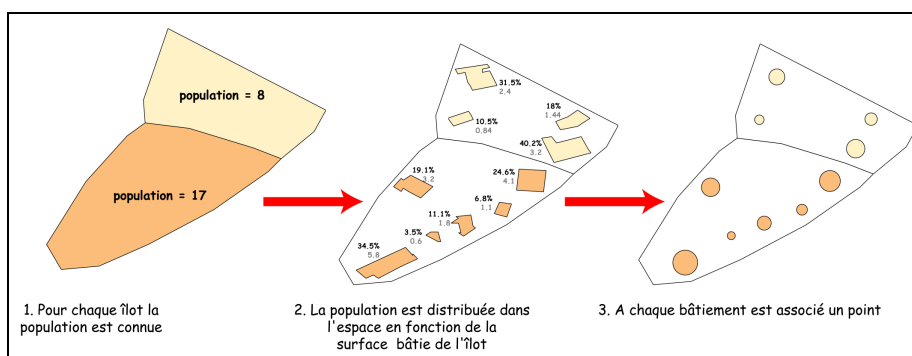 population = 8
population = 17
31.5%
2.4
10.5%
0.84
18%
1.44
40.2%
3.2
19.1%
3.2
24.6%
4.1
6.8%
1.1
11.1%
1.8
3.5%
0.6
34.5%
5.8
1. Pour chaque îlot la
population est connue
2. La population est distribuée dans
l'espace en fonction de la
surface bâtie de l'îlot
3. A chaque bâtiement est associé un point